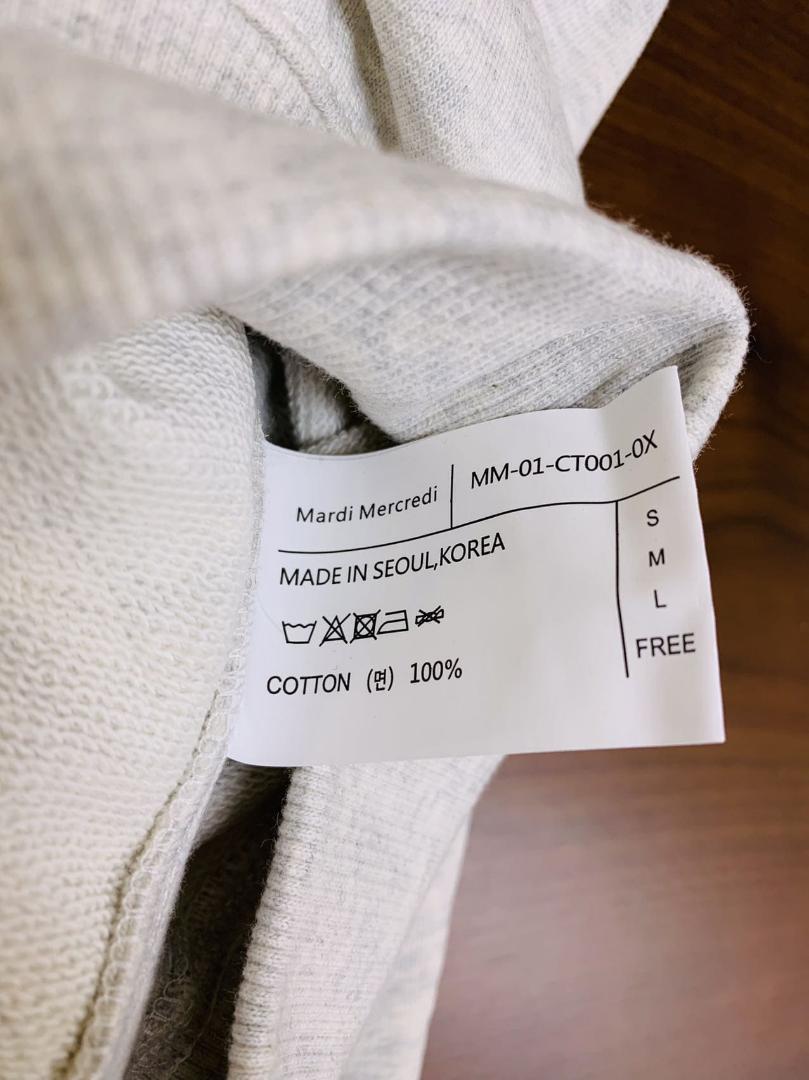 Mardi Mercredi
MM-01-CT001-0X
MADE IN SEOUL,KOREA
COTTON (면) 100%
S
M
L
FREE